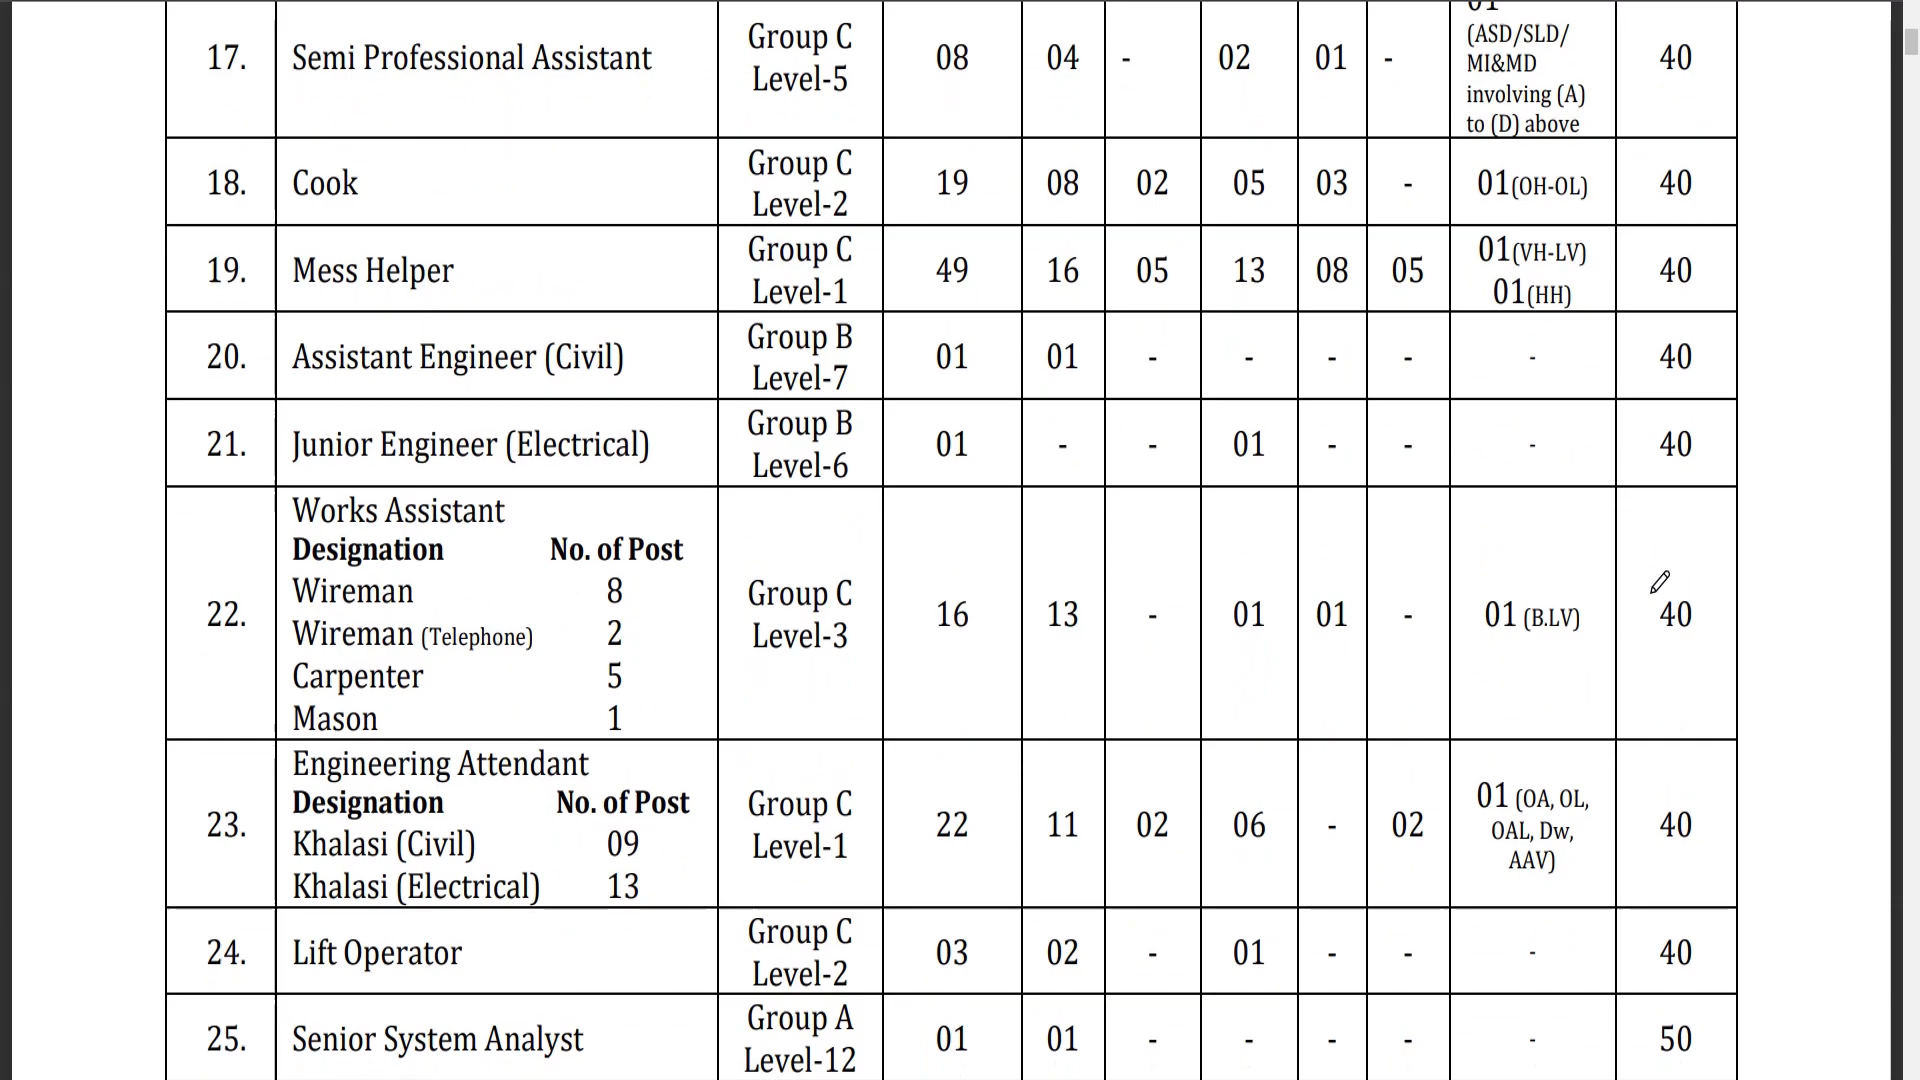 01
(ASD/SLD/
MI&MD
involving (A)
to (D) above
17. Semi Professional Assistant Group C Level-5 08 04 - 02 01 - 40
18. Cook Group C Level-2 19 08 02 05 03 - 01(OH-OL) 40
19. Mess Helper Group C Level-1 49 16 05 13 08 05 01(VH-LV) 01(HH) 40
20. Assistant Engineer (Civil) Group B Level-7 01 01 - - - - - 40
21. Junior Engineer (Electrical) Group B Level-6 01 - - 01 - - - 40
22. Works Assistant
Designation No. of Post
Wireman 8
Wireman (Telephone) 2
Carpenter 5
Mason 1
Group C Level-3 16 13 - 01 01 - 01 (B.LV) 40
23. Engineering Attendant
Designation No. of Post
Khalasi (Civil) 09
Khalasi (Electrical) 13
Group C Level-1 22 11 02 06 - 02 01 (OA, OL, OAL, Dw, AAV) 40
24. Lift Operator Group C Level-2 03 02 - 01 - - - 40
25. Senior System Analyst Group A Level-12 01 01 - - - - - 50